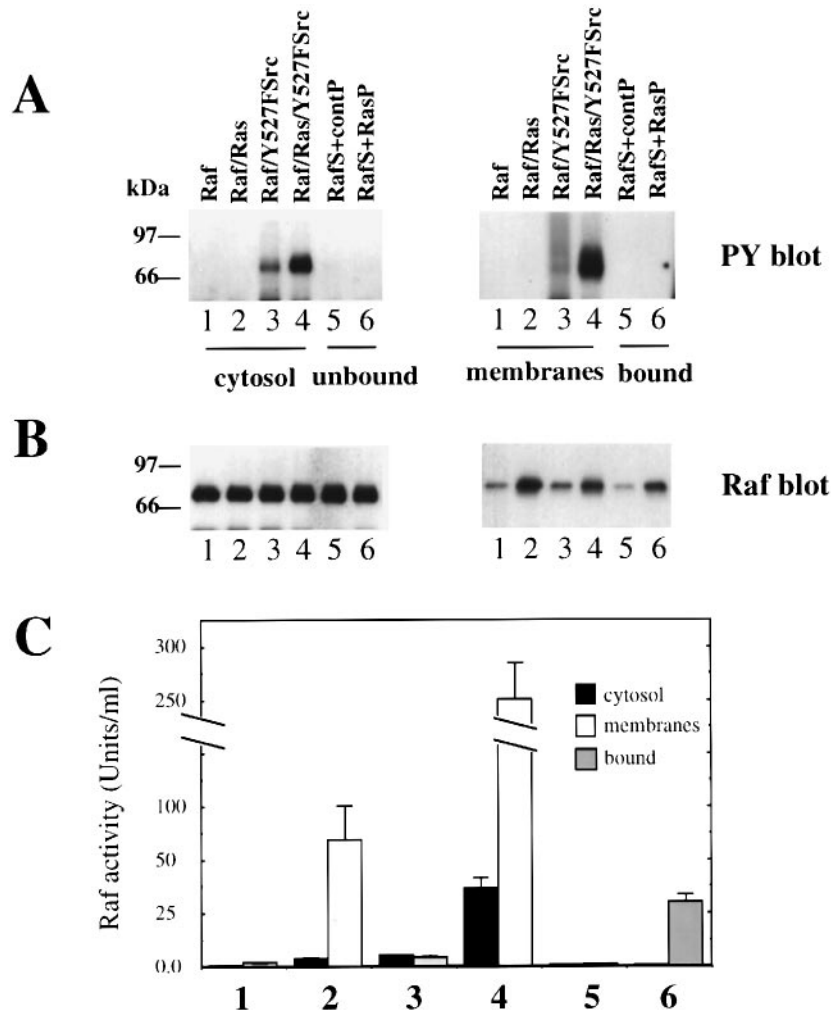 A
kDa
Raf
Raf/Ras
Raf/Y527FSrc
Raf/Ras/Y527FSrc
RafS+contP
RafS+RasP
Raf
Raf/Ras
Raf/Y527FSrc
Raf/Ras/Y527FSrc
RafS+contP
RafS+RasP
97—
66—
PY blot
1 2 3 4 5 6
1 2 3 4 5 6
cytosol unbound
membranes bound
B
97—
66—
Raf blot
1 2 3 4 5 6
1 2 3 4 5 6
C
Raf activity (Units/ml)
300
250
100
50
25
0.0
cytosol
membranes
bound
1 2 3 4 5 6